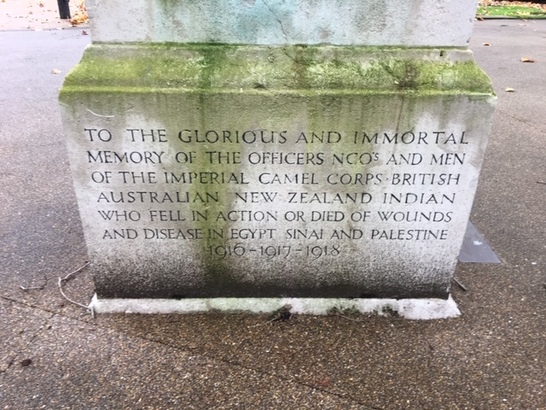 TO THE GLORIOUS AND IMMORTAL
MEMORY OF THE OFFICERS NCO'S AND MEN
OF THE IMPERIAL CAMEL CORPS · BRITISH
AUSTRALIAN NEW ZEALAND INDIAN
WHO FELL IN ACTION OR DIED OF WOUNDS
AND DISEASE IN EGYPT SINAI AND PALESTINE
1916-1917-1918